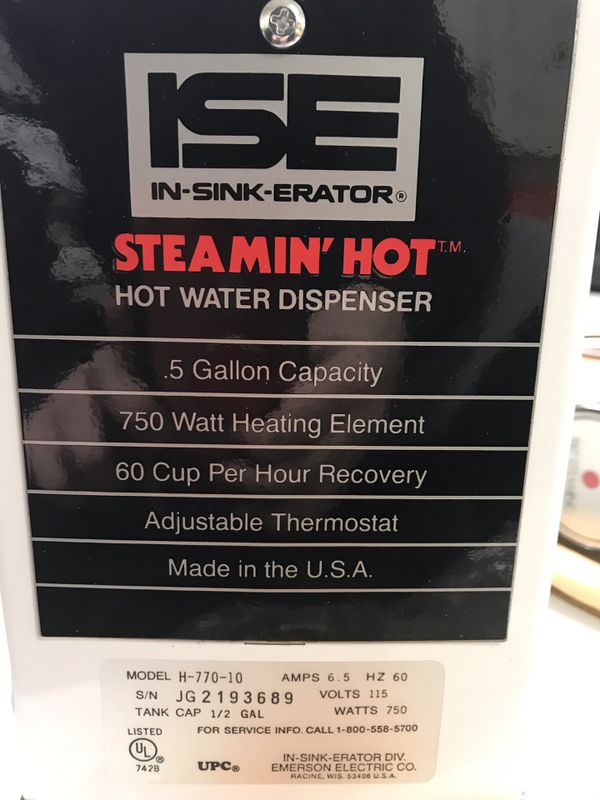 ISE
IN-SINK-ERATOR®
STEAMIN' HOT T.M.
HOT WATER DISPENSER
.5 Gallon Capacity
750 Watt Heating Element
60 Cup Per Hour Recovery
Adjustable Thermostat
Made in the U.S.A.
MODEL H-770-10 AMPS 6.5 HZ 60
S/N JG2193689 VOLTS 115
TANK CAP 1/2 GAL WATTS 750
LISTED FOR SERVICE INFO. CALL 1-800-558-5700
UL®
742B UPC® IN-SINK-ERATOR DIV.
EMERSON ELECTRIC CO.
RACINE, WIS. 53406 U.S.A.